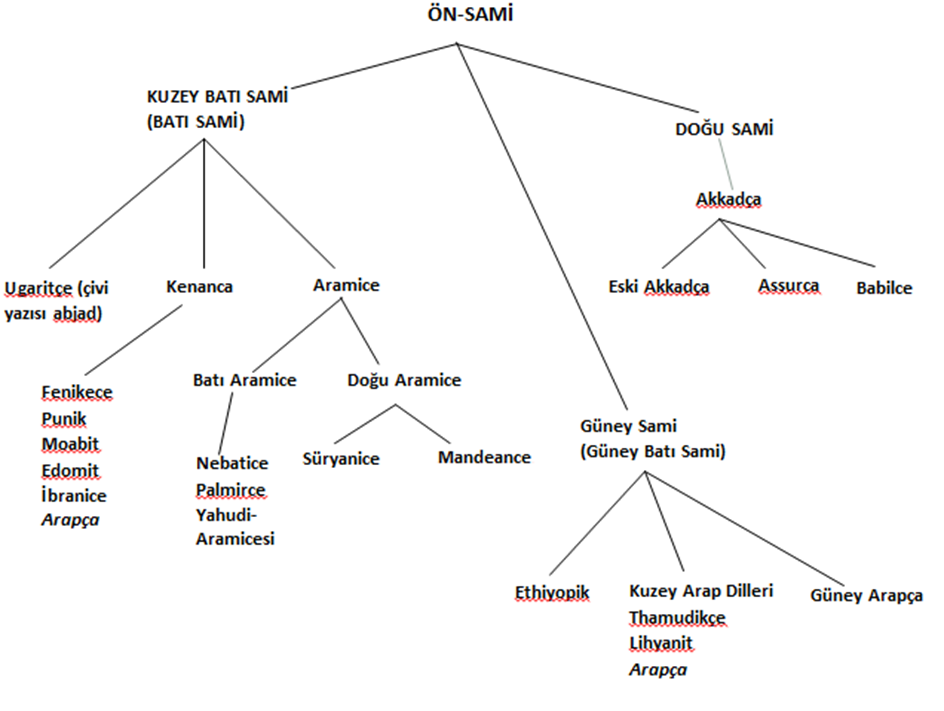 ÖN-SAMİ
KUZEY BATI SAMİ
(BATI SAMİ)
DOĞU SAMİ
Akkadça
Ugaritçe (çivi
yazısı abjad)
Kenanca
Aramice
Eski Akkadça
Assurca
Babilce
Fenikece
Punik
Moabit
Edomit
İbranice
Arapça
Batı Aramice
Doğu Aramice
Nebatice
Palmirce
Yahudi-
Aramicesi
Süryanice
Mandeance
Güney Sami
(Güney Batı Sami)
Ethiyopik
Kuzey Arap Dilleri
Thamudikçe
Lihyanit
Arapça
Güney Arapça